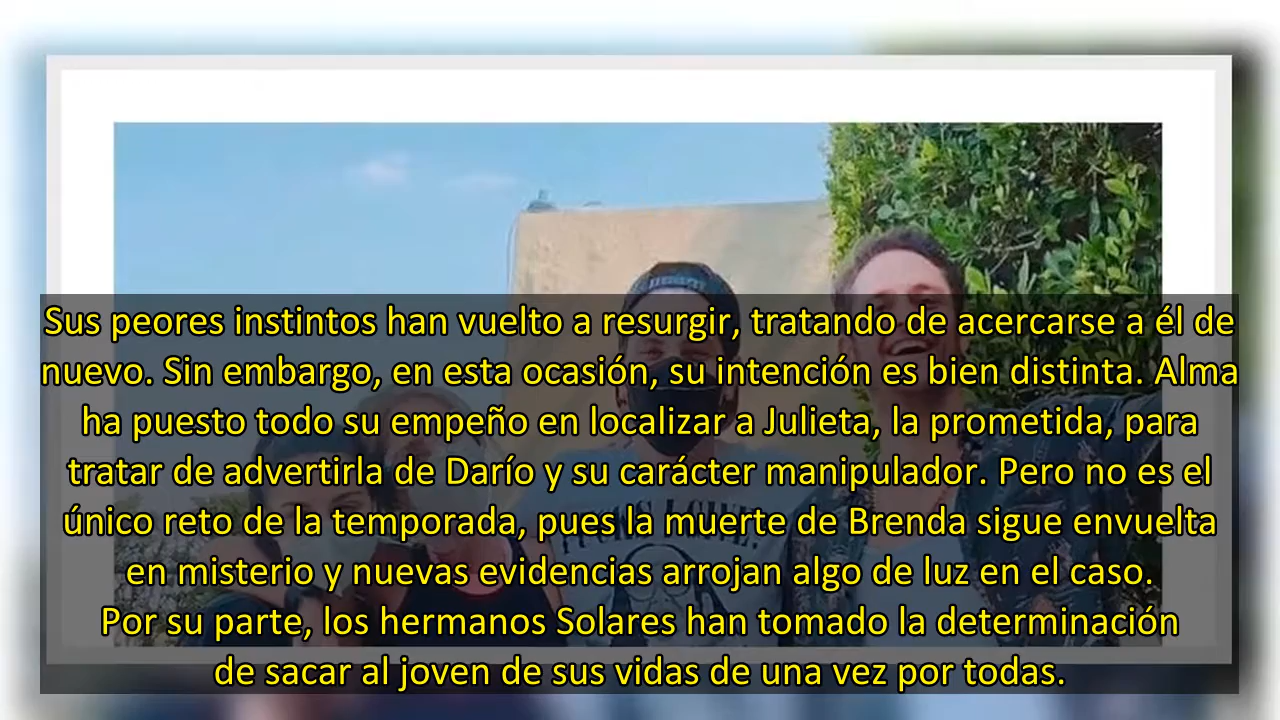 Sus peores instintos han vuelto a resurgir, tratando de acercarse a él de
nuevo. Sin embargo, en esta ocasión, su intención es bien distinta. Alma
ha puesto todo su empeño en localizar a Julieta, la prometida, para
tratar de advertirla de Darío y su carácter manipulador. Pero no es el
único reto de la temporada, pues la muerte de Brenda sigue envuelta
en misterio y nuevas evidencias arrojan algo de luz en el caso.
Por su parte, los hermanos Solares han tomado la determinación
de sacar al joven de sus vidas de una vez por todas.